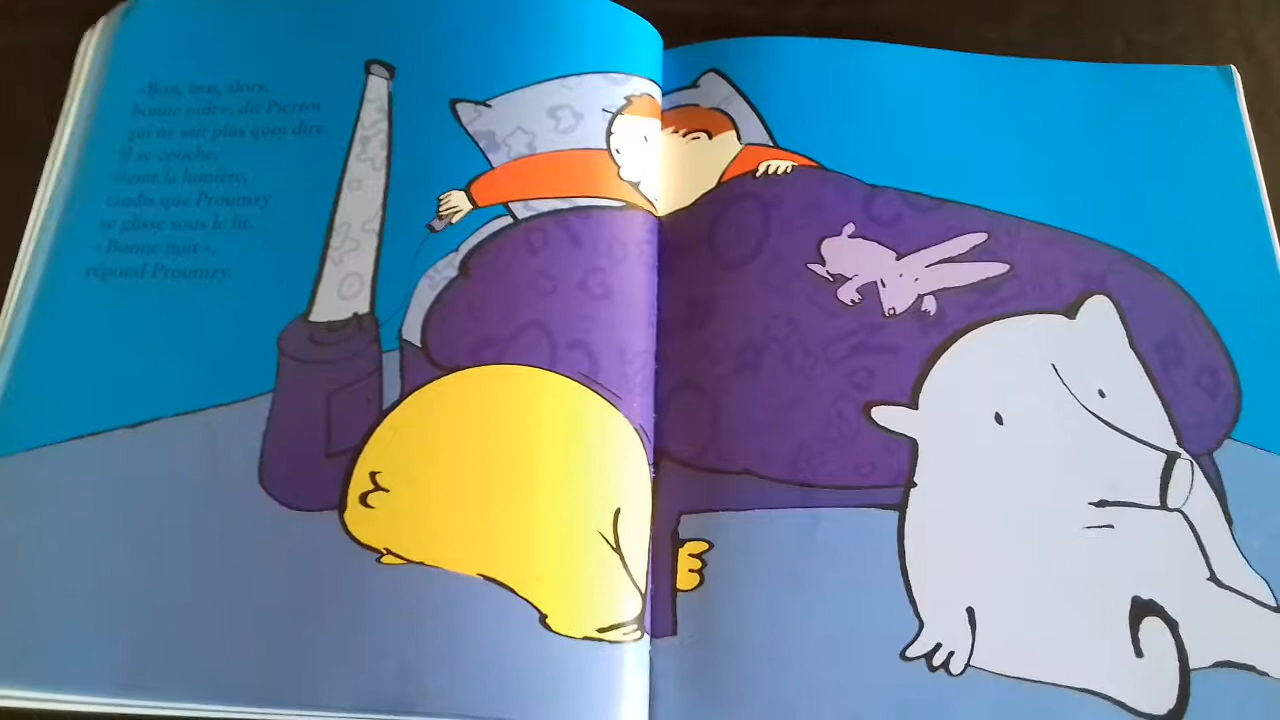 «Bon, ben, alors,
bonne nuit», dit Pierrot
qui ne sait plus quoi dire.
Il se couche,
éteint la lumière,
tandis que Proumzy
se glisse sous le lit.
«Bonne nuit»,
répond Proumzy.